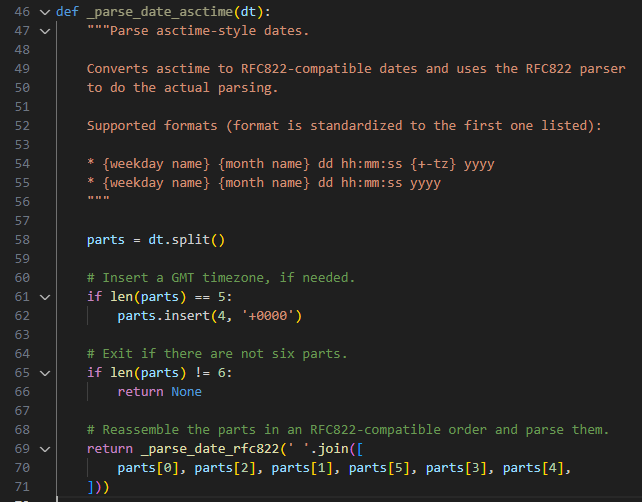 46 def _parse_date_asctime(dt):
47     """Parse asctime-style dates.
48
49     Converts asctime to RFC822-compatible dates and uses the RFC822 parser
50     to do the actual parsing.
51
52     Supported formats (format is standardized to the first one listed):
53
54     * {weekday name} {month name} dd hh:mm:ss {+-tz} yyyy
55     * {weekday name} {month name} dd hh:mm:ss yyyy
56     """
57
58     parts = dt.split()
59
60     # Insert a GMT timezone, if needed.
61     if len(parts) == 5:
62         parts.insert(4, '+0000')
63
64     # Exit if there are not six parts.
65     if len(parts) != 6:
66         return None
67
68     # Reassemble the parts in an RFC822-compatible order and parse them.
69     return _parse_date_rfc822(' '.join([
70         parts[0], parts[2], parts[1], parts[5], parts[3], parts[4],
71     ]))